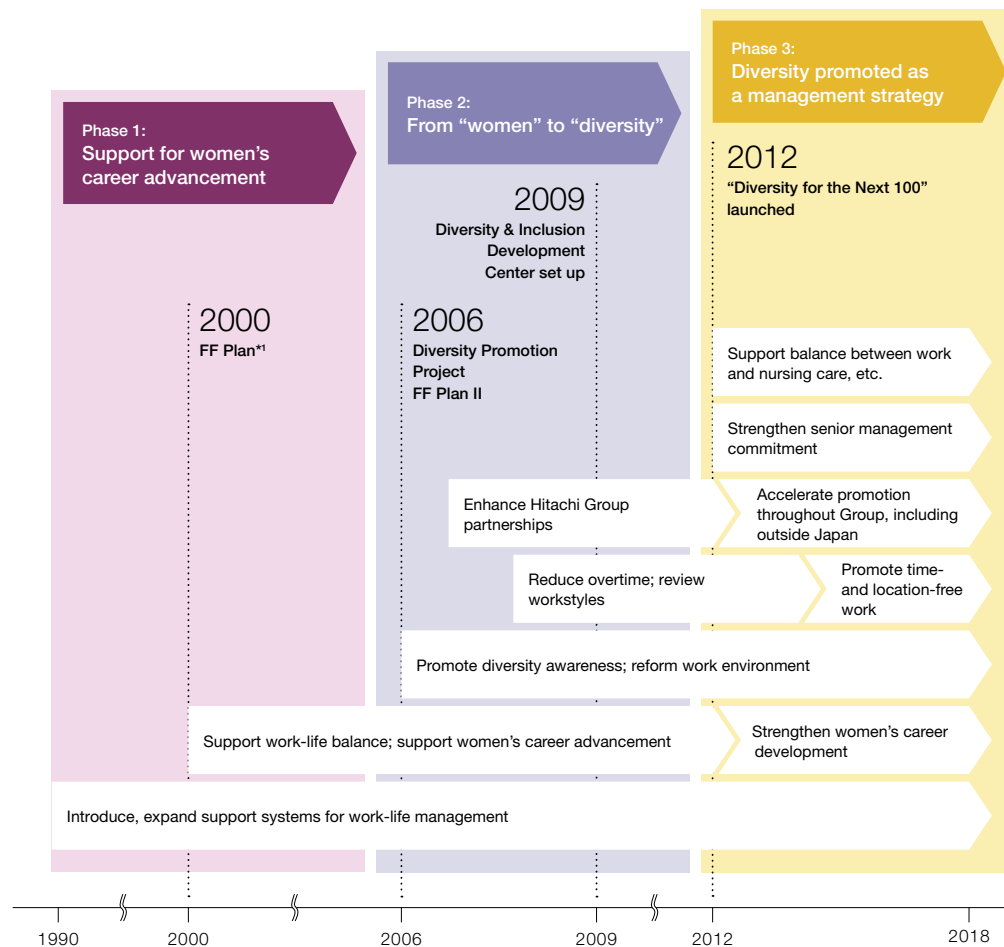 Phase 1:
Support for women’s
career advancement
Phase 2:
From “women” to “diversity”
Phase 3:
Diversity promoted as
a management strategy
2012
“Diversity for the Next 100”
launched
2009
Diversity & Inclusion
Development
Center set up
2000
FF Plan*1
2006
Diversity Promotion
Project
FF Plan II
Support balance between work
and nursing care, etc.
Strengthen senior management
commitment
Enhance Hitachi Group
partnerships
Accelerate promotion
throughout Group, including
outside Japan
Reduce overtime; review
workstyles
Promote time-
and location-free
work
Promote diversity awareness; reform work environment
Support work-life balance; support women’s career advancement
Strengthen women’s career
development
Introduce, expand support systems for work-life management
1990
2000
2006
2009
2012
2018